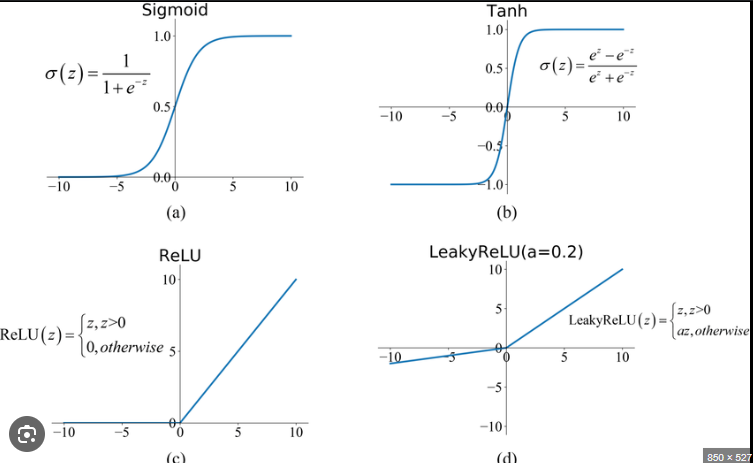 Sigmoid
σ(z)=1/(1+e^{-z})
1.0
0.5
0.0
−10 −5 0 5 10
(a)
Tanh
σ(z)=(e^z−e^{-z})/(e^z+e^{-z})
1.0
0.5
0.0
−10 −5 0 5 10
−0.5
−1.0
(b)
ReLU
ReLU(z)={z,z>0
0,otherwise
10
5
0
−10 −5 0 5 10
(c)
LeakyReLU(a=0.2)
LeakyReLU(z)={z,z>0
az,otherwise
10
5
0
−10 −5 0 5 10
−5
−10
(d)
850 × 527